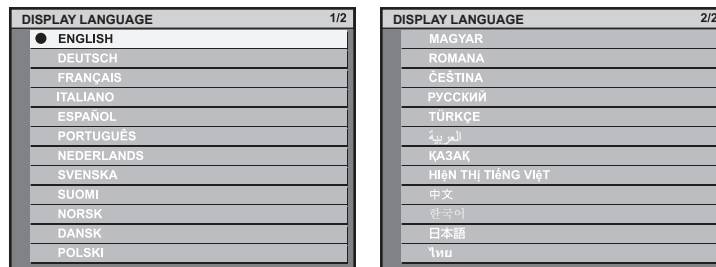 DISPLAY LANGUAGE 1/2
ENGLISH
DEUTSCH
FRANÇAIS
ITALIANO
ESPAÑOL
PORTUGUÊS
NEDERLANDS
SVENSKA
SUOMI
NORSK
DANSK
POLSKI
DISPLAY LANGUAGE 2/2
MAGYAR
ROMANA
ČEŠTINA
РУССКИЙ
TÜRKÇE
العربية
ҚАЗАҚ
HIệN THị TIếNG VIệT
中文
한국어
日本語
ไทย